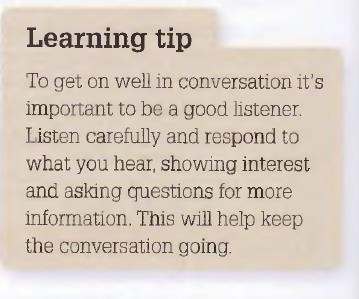 Learning tip
To get on well in conversation it's
important to be a good listener.
Listen carefully and respond to
what you hear, showing interest
and asking questions for more
information. This will help keep
the conversation going.